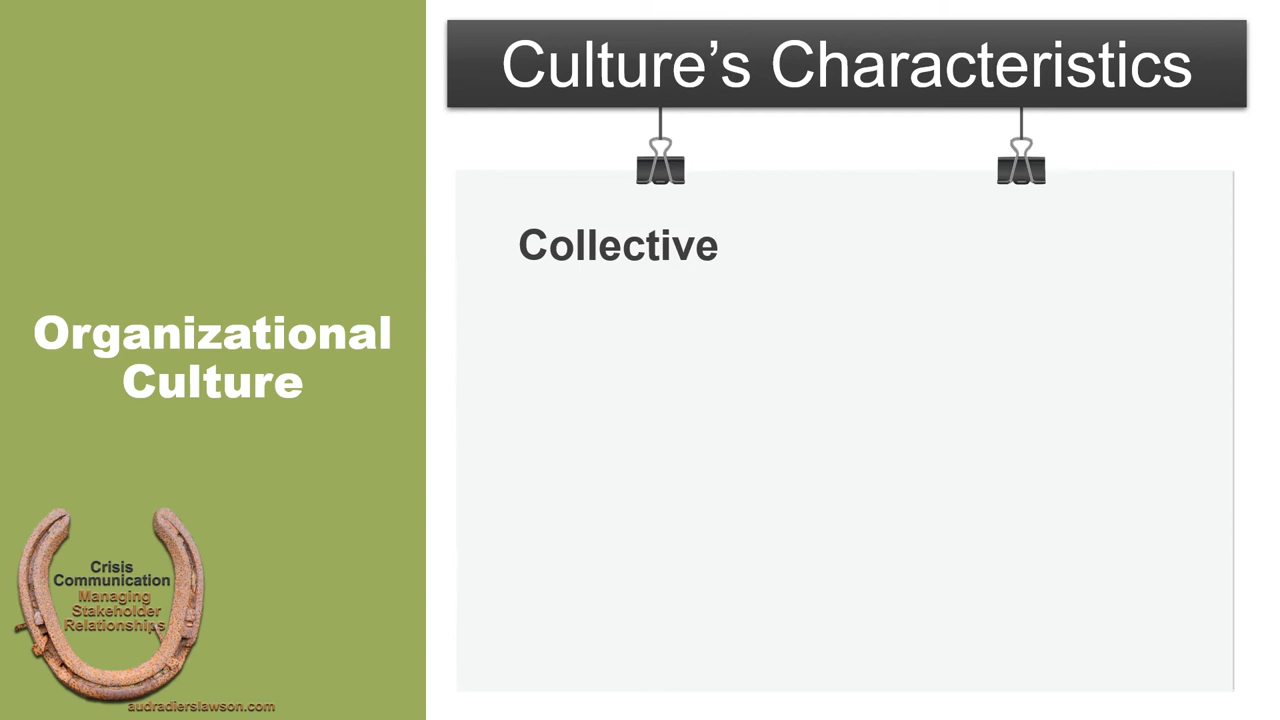 Culture’s Characteristics
Collective
Organizational
Culture
Crisis
Communication
Managing
Stakeholder
Relationships
audradierslawson.com